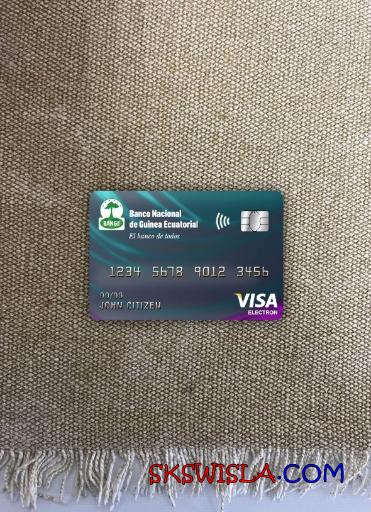 BANGE
Banco Nacional
de Guinea Ecuatorial
El banco de todos
1234 5678 9012 3456
00/00
JOHN CITIZEN
VISA
ELECTRON
SKSWISLA.COM